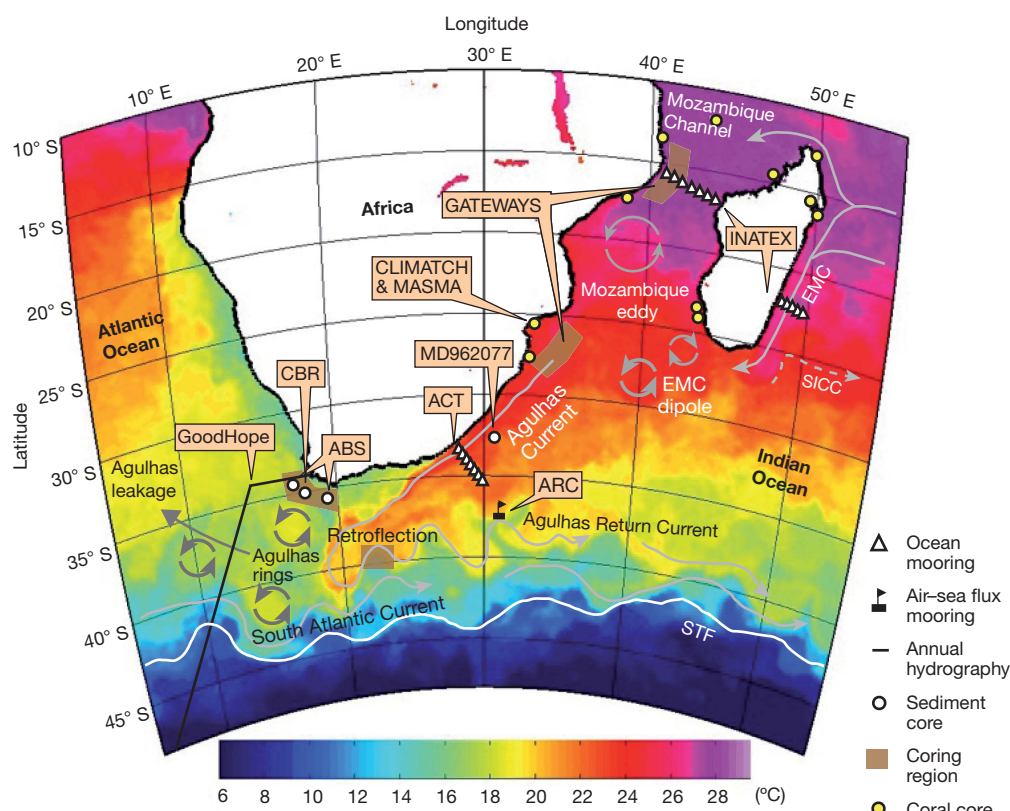 Longitude
10° E
20° E
30° E
40° E
50° E
Latitude
10° S
15° S
20° S
25° S
30° S
35° S
40° S
45° S
Mozambique
Channel
Africa
GATEWAYS
INATEX
CLIMATCH
& MASMA
Mozambique
eddy
EMC
Atlantic
Ocean
MD962077
CBR
EMC
dipole
SICC
ACT
Agulhas
Current
GoodHope
ABS
Indian
Ocean
Agulhas
leakage
ARC
Agulhas Return Current
Retroflection
Agulhas
rings
South Atlantic Current
STF
Ocean
mooring
Air–sea flux
mooring
Annual
hydrography
Sediment
core
Coring
region
Coral core
6 8 10 12 14 16 18 20 22 24 26 28 (°C)